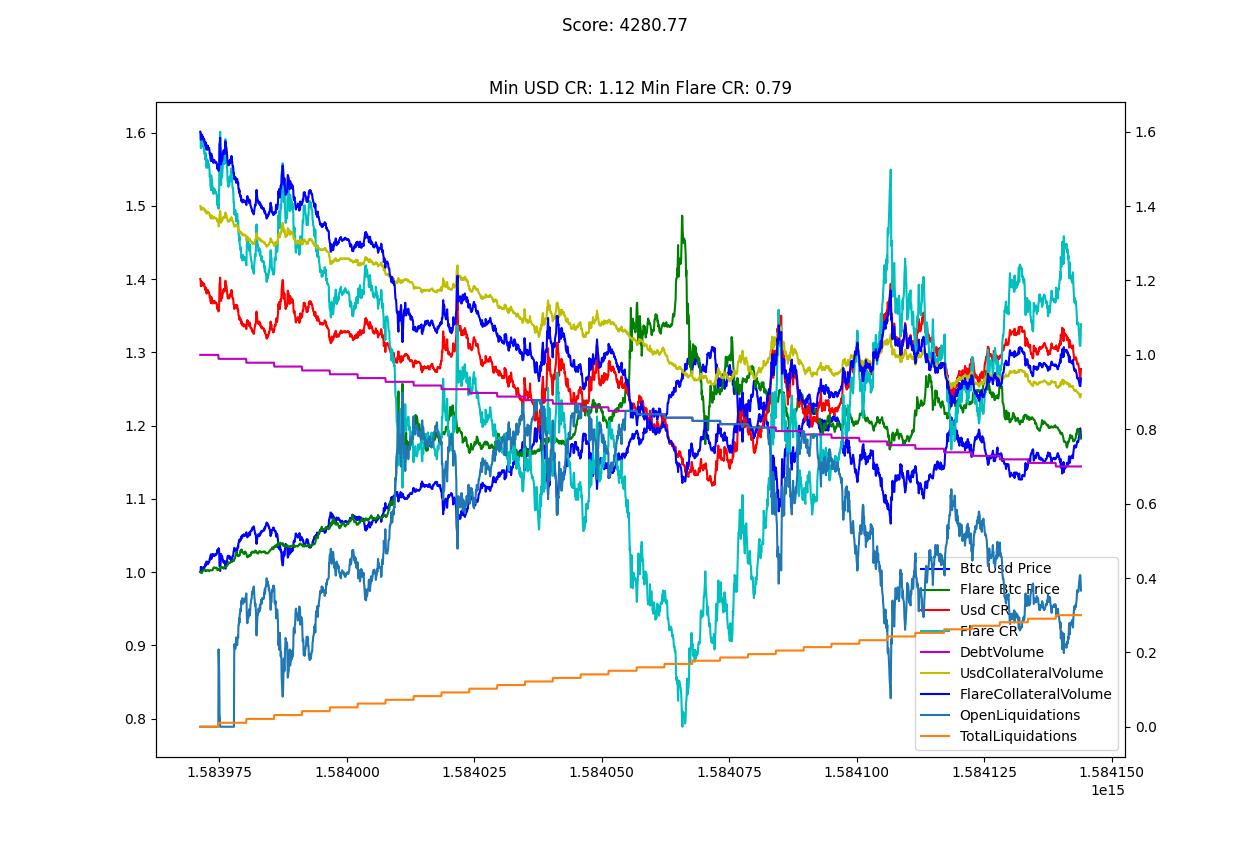 Score: 4280.77
Min USD CR: 1.12 Min Flare CR: 0.79
1.6
1.5
1.4
1.3
1.2
1.1
1.0
0.9
0.8
1.6
1.4
1.2
1.0
0.8
0.6
0.4
0.2
0.0
Btc Usd Price
Flare Btc Price
Usd CR
Flare CR
DebtVolume
UsdCollateralVolume
FlareCollateralVolume
OpenLiquidations
TotalLiquidations
1.583975 1.584000 1.584025 1.584050 1.584075 1.584100 1.584125 1.584150
1e15